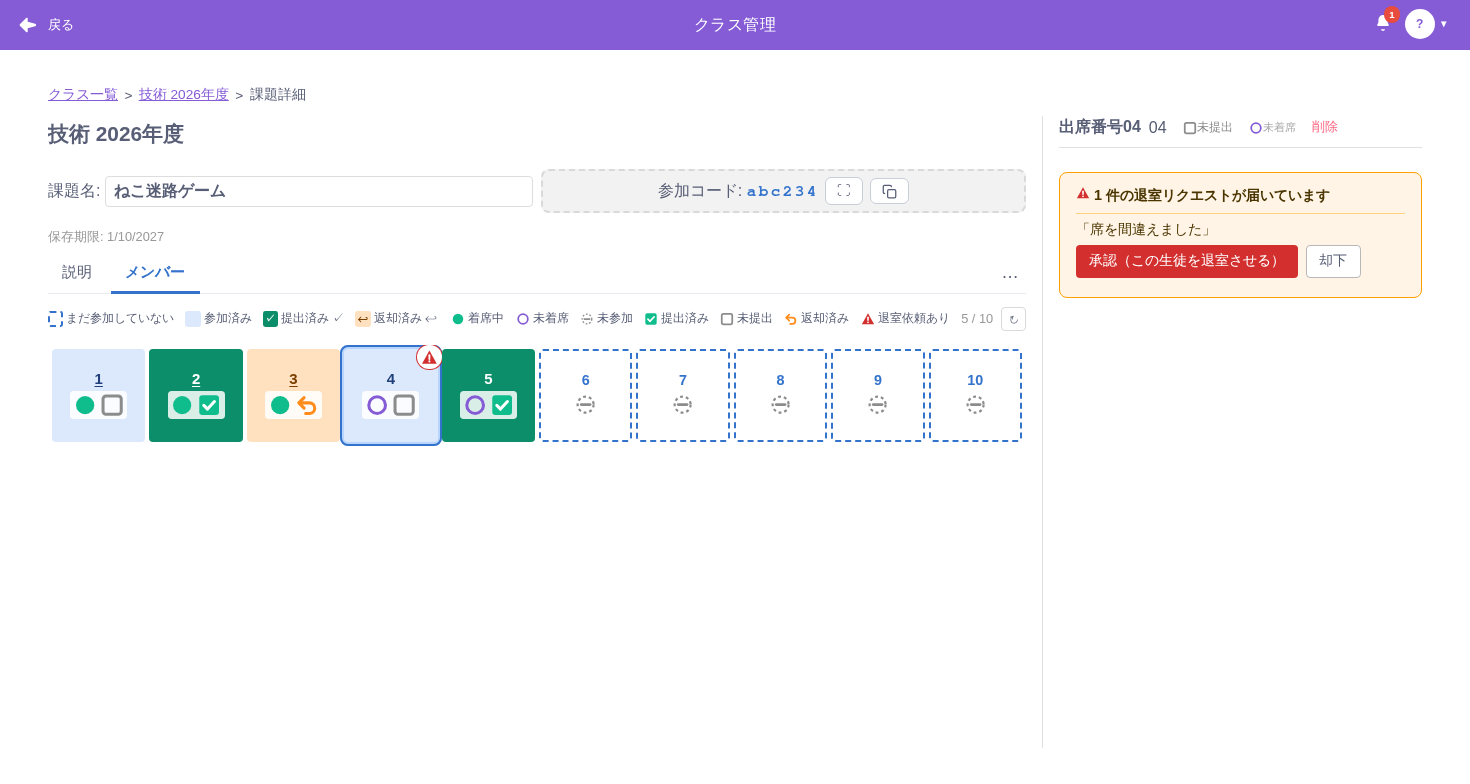 戻る
クラス管理
1
?
クラス一覧 > 技術 2026年度 > 課題詳細
技術 2026年度
課題名: ねこ迷路ゲーム
参加コード: abc234
保存期限: 1/10/2027
説明 メンバー
...
まだ参加していない 参加済み ✓ 提出済み ✓ ↩ 返却済み ↩ 着席中 未着席 未参加 提出済み 未提出 返却済み 退室依頼あり 5 / 10 ↻
1 2 3 4 5 6 7 8 9 10
出席番号04 04 未提出 未着席 削除
1 件の退室リクエストが届いています
「席を間違えました」
承認（この生徒を退室させる） 却下